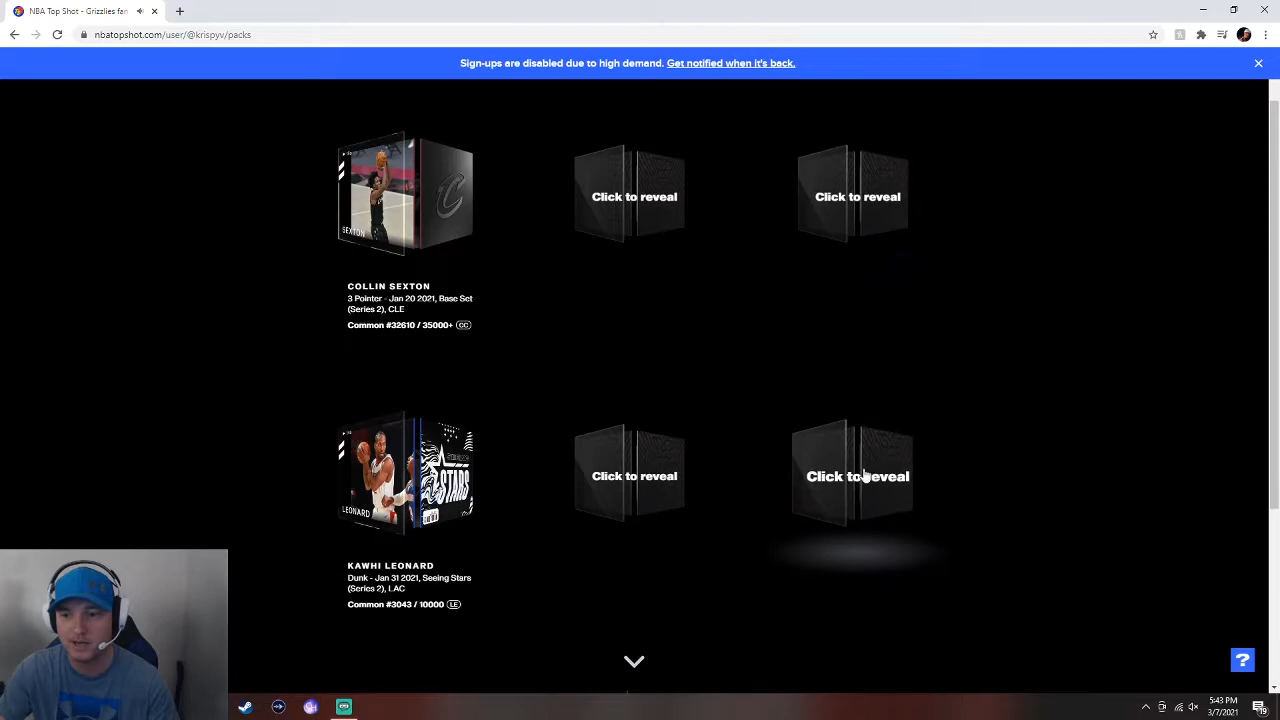 NBA Top Shot - Grizzlies fan
nbatopshot.com/user/@krispyv/packs
Sign-ups are disabled due to high demand. Get notified when it's back.
SEXTON
Click to reveal
Click to reveal
COLLIN SEXTON
3 Pointer - Jan 20 2021, Base Set
(Series 2), CLE
Common #32610 / 35000+ CC
LEONARD
STARS
Click to reveal
Click to reveal
KAWHI LEONARD
Dunk - Jan 31 2021, Seeing Stars
(Series 2), LAC
Common #3043 / 10000 LE
?
5:43 PM
3/7/2021